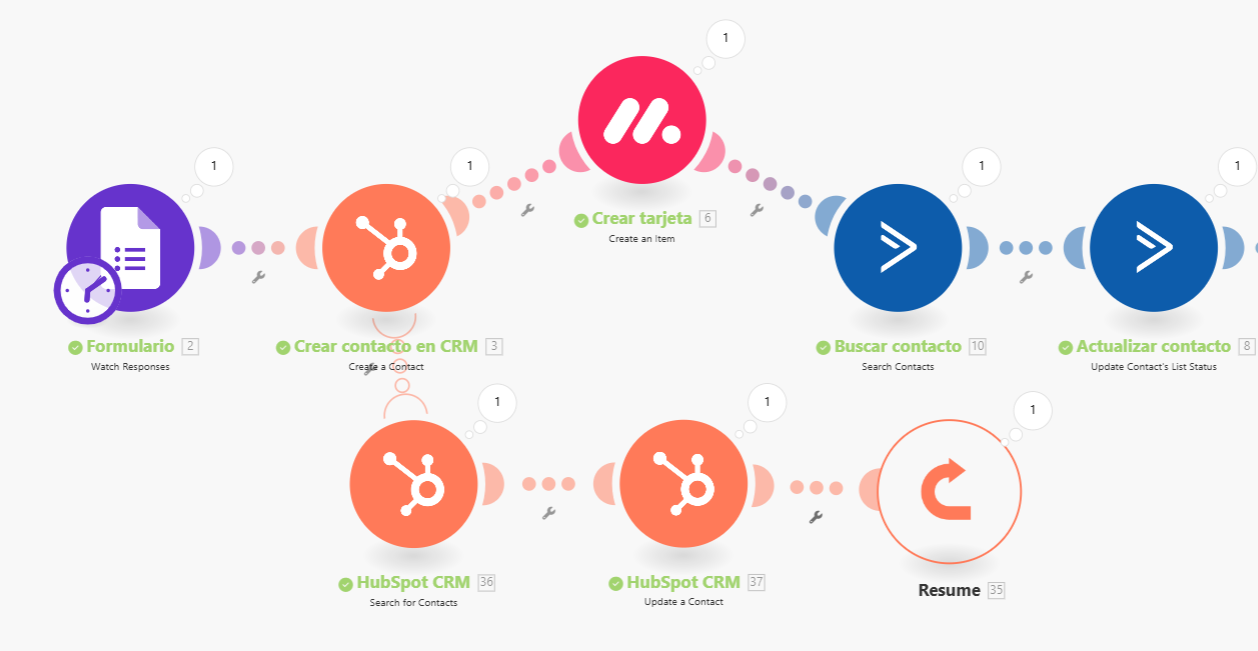 1
Crear tarjeta 6
Create an Item
1
Formulario 2
Watch Responses
1
Crear contacto en CRM 3
Create a Contact
1
Buscar contacto 10
Search Contacts
1
Actualizar contacto 8
Update Contact's List Status
1
HubSpot CRM 36
Search for Contacts
1
HubSpot CRM 37
Update a Contact
1
Resume 35